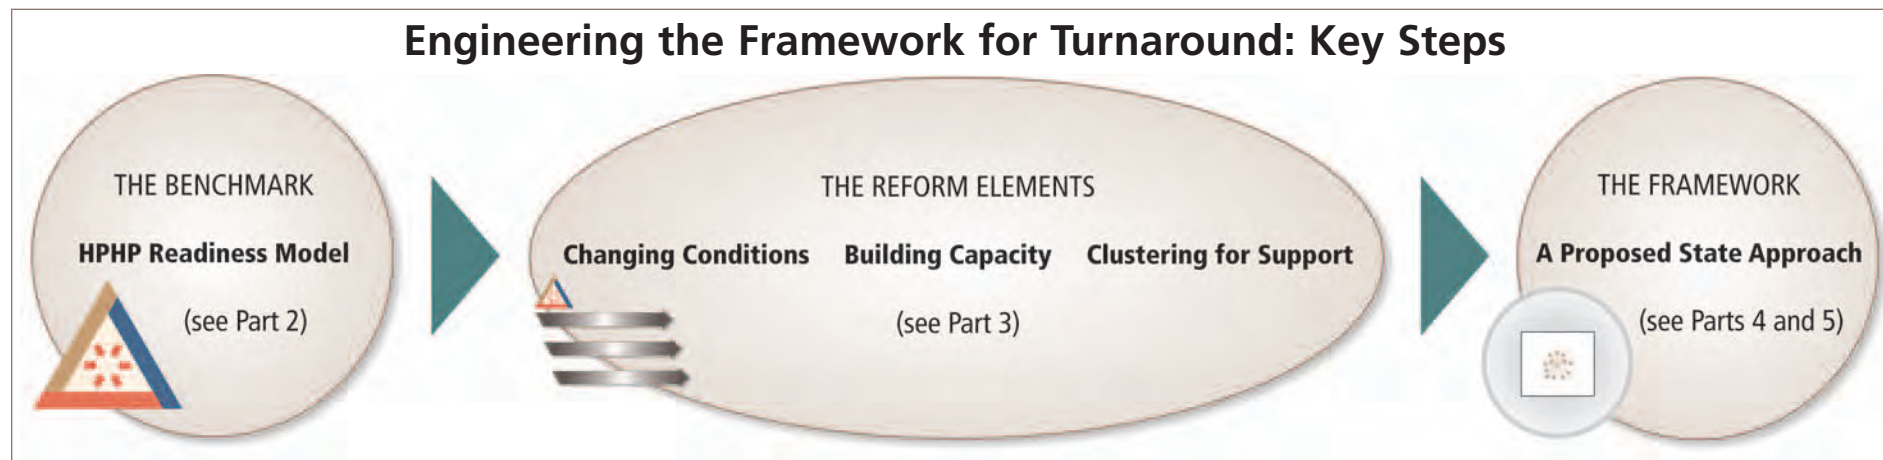 Engineering the Framework for Turnaround: Key Steps
THE BENCHMARK
HPHP Readiness Model
(see Part 2)
THE REFORM ELEMENTS
Changing Conditions Building Capacity Clustering for Support
(see Part 3)
THE FRAMEWORK
A Proposed State Approach
(see Parts 4 and 5)